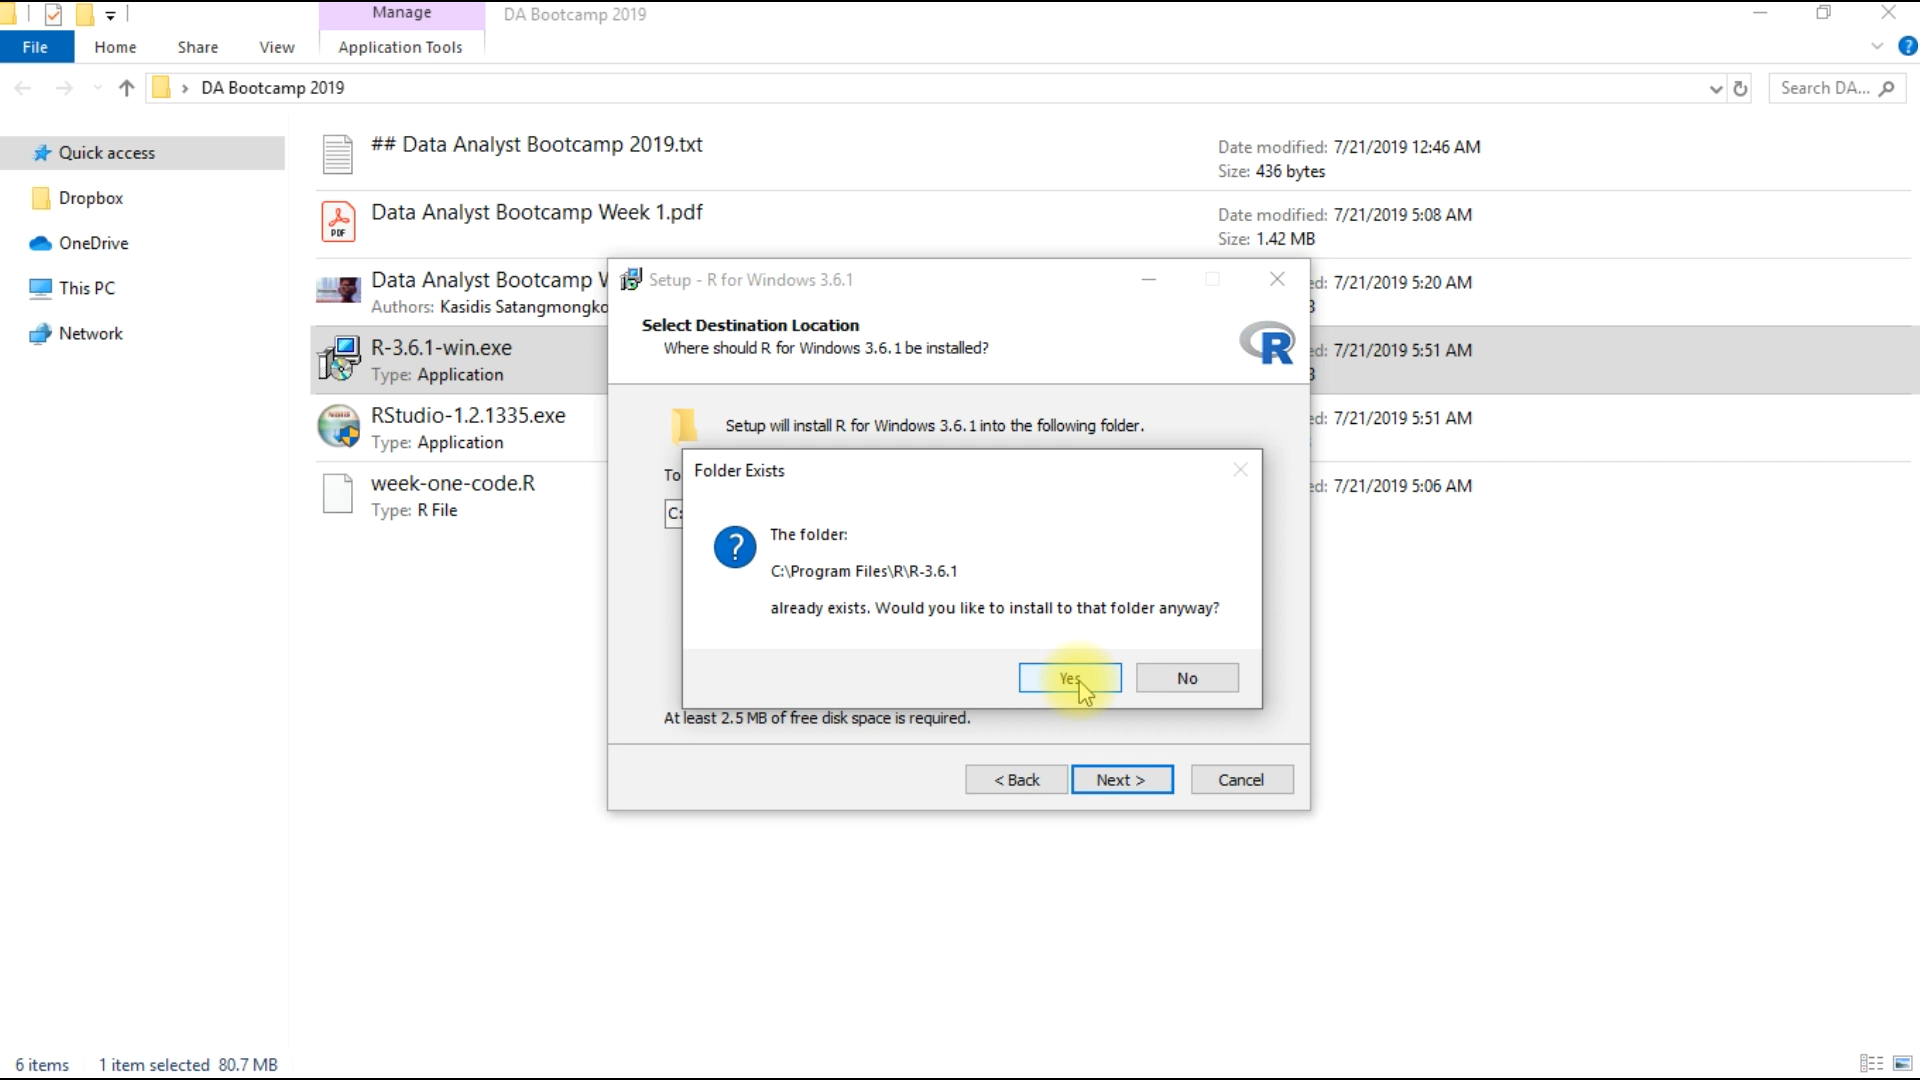 Manage
DA Bootcamp 2019
File
Home
Share
View
Application Tools
DA Bootcamp 2019
Search DA...
Quick access
Dropbox
OneDrive
This PC
Network
## Data Analyst Bootcamp 2019.txt
Date modified: 7/21/2019 12:46 AM
Size: 436 bytes
Data Analyst Bootcamp Week 1.pdf
Date modified: 7/21/2019 5:08 AM
Size: 1.42 MB
PDF
Data Analyst Bootcamp
Authors: Kasidis Satangmongko
7/21/2019 5:20 AM
R-3.6.1-win.exe
Type: Application
7/21/2019 5:51 AM
RStudio-1.2.1335.exe
Type: Application
7/21/2019 5:51 AM
week-one-code.R
Type: R File
7/21/2019 5:06 AM
Setup - R for Windows 3.6.1
Select Destination Location
Where should R for Windows 3.6.1 be installed?
R
Setup will install R for Windows 3.6.1 into the following folder.
To
C:
Folder Exists
The folder:
C:\Program Files\R\R-3.6.1
already exists. Would you like to install to that folder anyway?
Yes
No
At least 2.5 MB of free disk space is required.
< Back
Next >
Cancel
6 items
1 item selected 80.7 MB